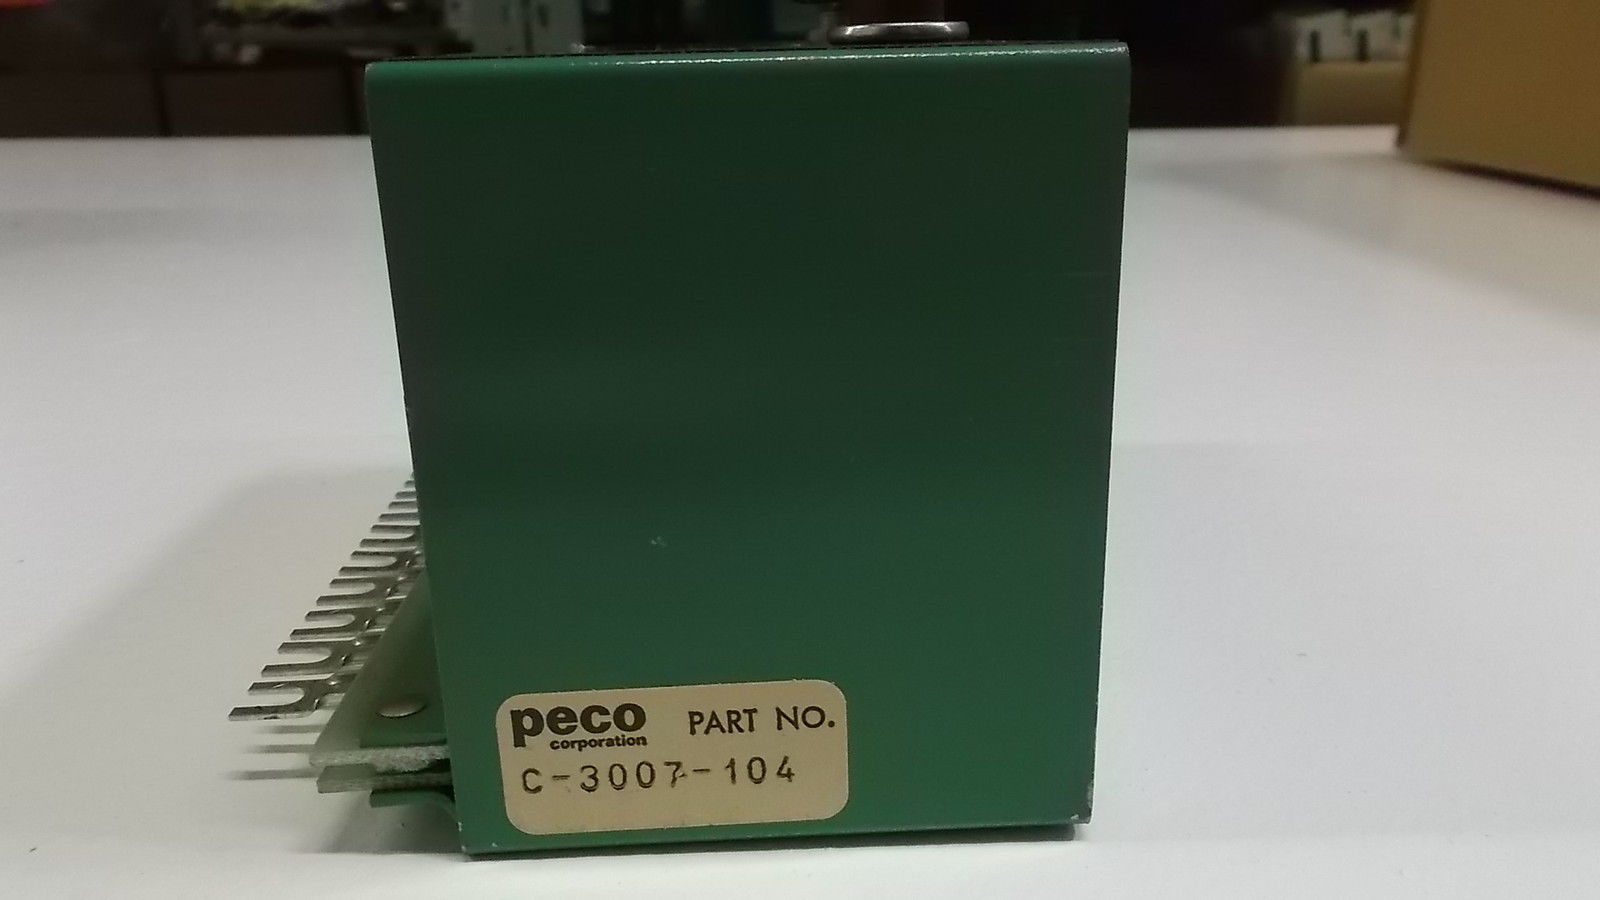 peco PART NO.
corporation
C-3007-104